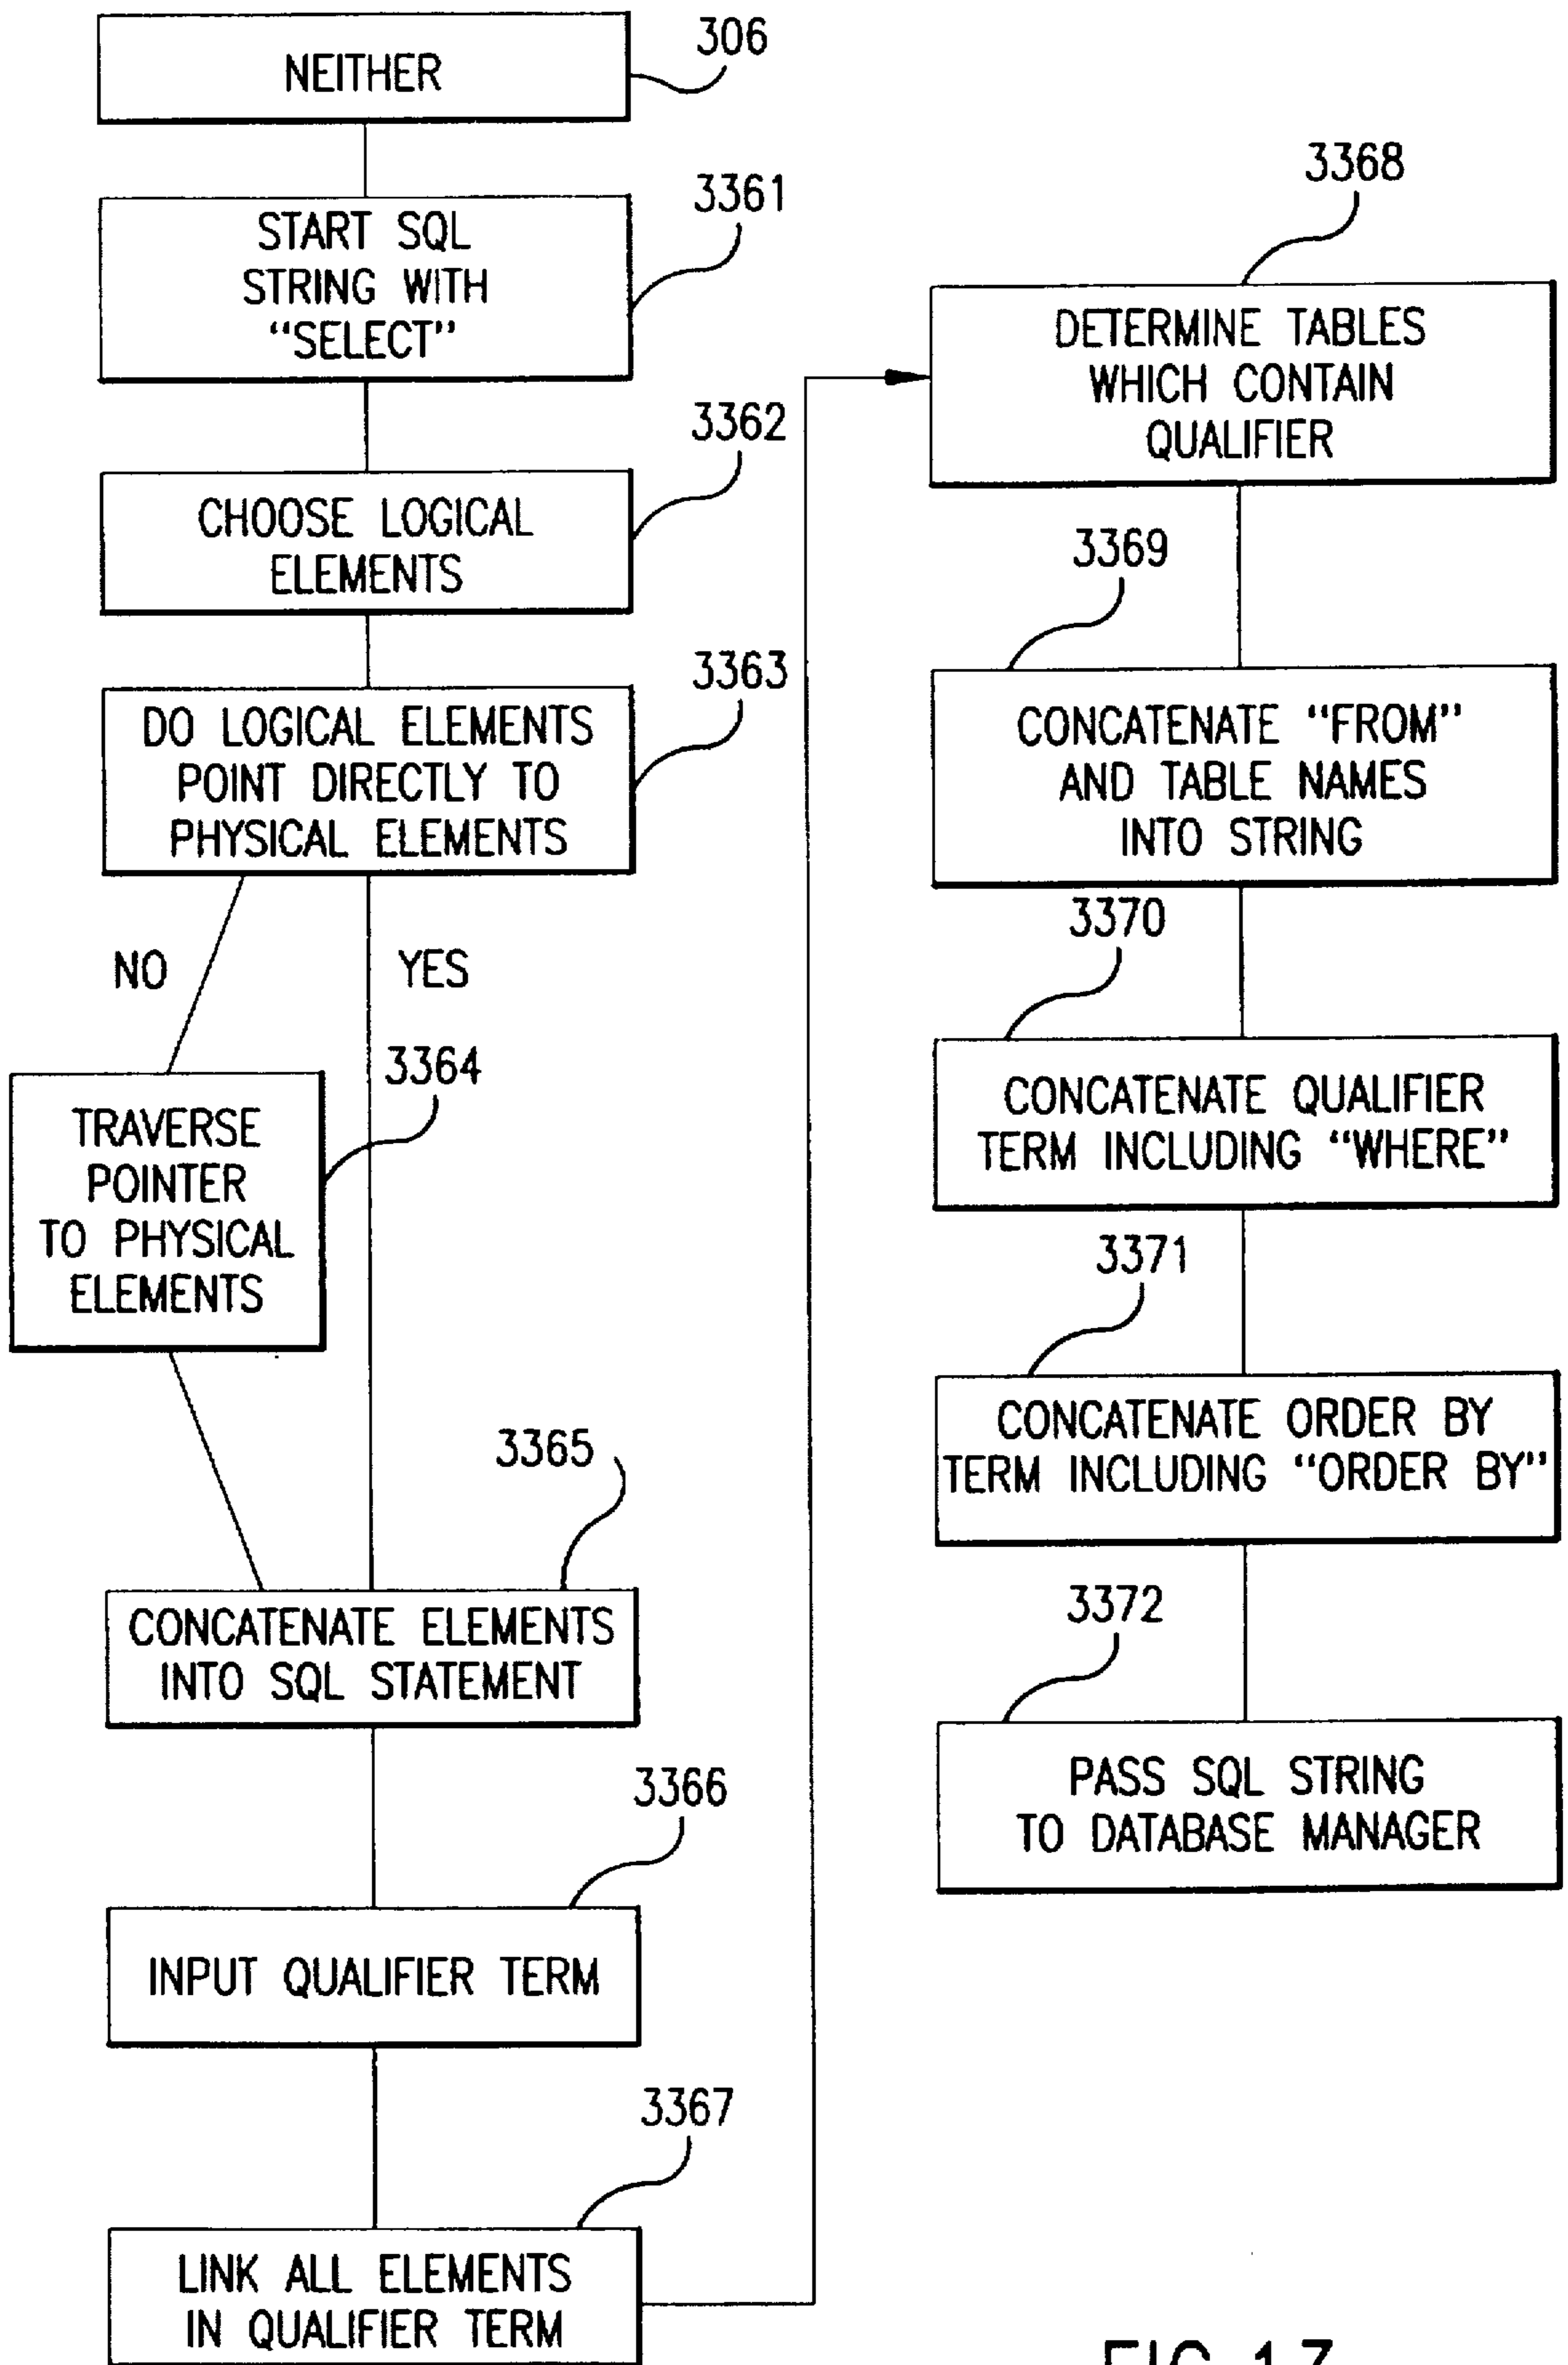 306
NEITHER
3361
START SQL
STRING WITH
"SELECT"
3362
CHOOSE LOGICAL
ELEMENTS
3363
DO LOGICAL ELEMENTS
POINT DIRECTLY TO
PHYSICAL ELEMENTS
NO
YES
3364
TRAVERSE
POINTER
TO PHYSICAL
ELEMENTS
3365
CONCATENATE ELEMENTS
INTO SQL STATEMENT
3366
INPUT QUALIFIER TERM
3367
LINK ALL ELEMENTS
IN QUALIFIER TERM
3368
DETERMINE TABLES
WHICH CONTAIN
QUALIFIER
3369
CONCATENATE "FROM"
AND TABLE NAMES
INTO STRING
3370
CONCATENATE QUALIFIER
TERM INCLUDING "WHERE"
3371
CONCATENATE ORDER BY
TERM INCLUDING "ORDER BY"
3372
PASS SQL STRING
TO DATABASE MANAGER
FIG.17